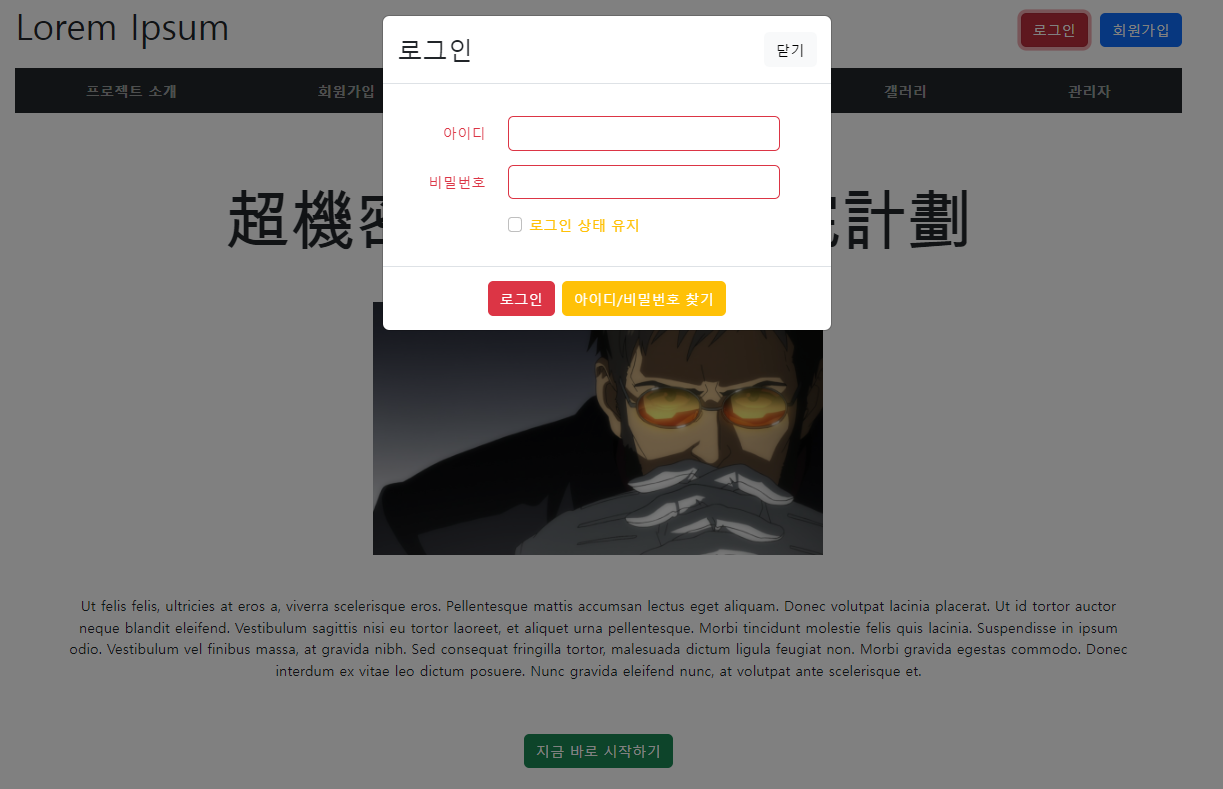 Lorem Ipsum
로그인
회원가입
로그인
닫기
프로젝트 소개
회원가입
갤러리
관리자
아이디
비밀번호
로그인 상태 유지
超機
計劃
로그인
아이디/비밀번호 찾기
Ut felis felis, ultricies at eros a, viverra scelerisque eros. Pellentesque mattis accumsan lectus eget aliquam. Donec volutpat lacinia placerat. Ut id tortor auctor
neque blandit eleifend. Vestibulum sagittis nisi eu tortor laoreet, et aliquet urna pellentesque. Morbi tincidunt molestie felis quis lacinia. Suspendisse in ipsum
odio. Vestibulum vel finibus massa, at gravida nibh. Sed consequat fringilla tortor, malesuada dictum ligula feugiat non. Morbi gravida egestas commodo. Donec
interdum ex vitae leo dictum posuere. Nunc gravida eleifend nunc, at volutpat ante scelerisque et.
지금 바로 시작하기